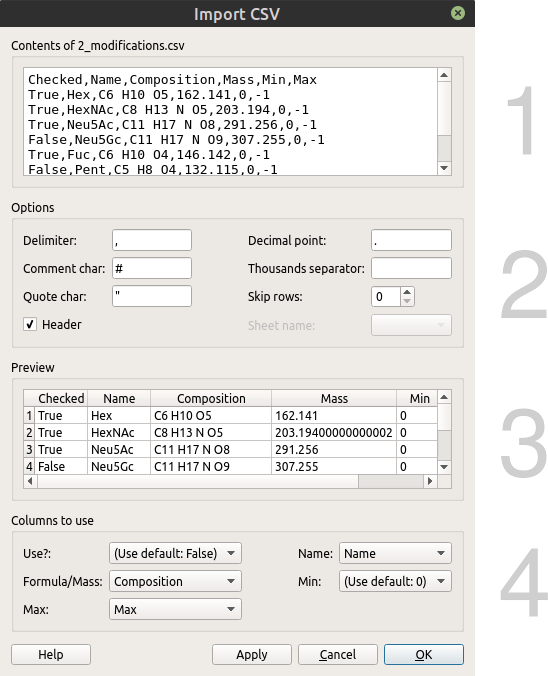 Import CSV
Contents of 2_modifications.csv
Checked,Name,Composition,Mass,Min,Max
True,Hex,C6 H10 O5,162.141,0,-1
True,HexNAc,C8 H13 N O5,203.194,0,-1
True,Neu5Ac,C11 H17 N O8,291.256,0,-1
False,Neu5Gc,C11 H17 N O9,307.255,0,-1
True,Fuc,C6 H10 O4,146.142,0,-1
False,Pent,C5 H8 O4,132.115,0,-1
1
Options
Delimiter: , Decimal point: .
Comment char: # Thousands separator:
Quote char: " Skip rows: 0
Header Sheet name:
2
Preview
Checked Name Composition Mass Min
1 True Hex C6 H10 O5 162.141 0
2 True HexNAc C8 H13 N O5 203.19400000000002 0
3 True Neu5Ac C11 H17 N O8 291.256 0
4 False Neu5Gc C11 H17 N O9 307.255 0
3
Columns to use
Use?: (Use default: False) Name: Name
Formula/Mass: Composition Min: (Use default: 0)
Max: Max
4
Help Apply Cancel OK